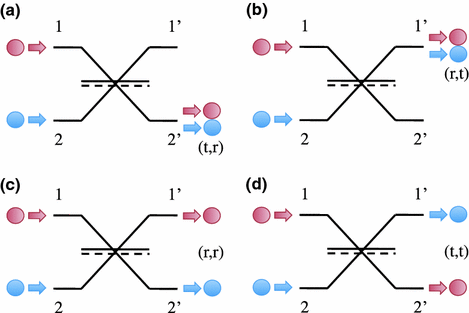 (a)
1 1'
2 2'
(t,r)
(b)
1 1'
(r,t)
2 2'
(c)
1 1'
(r,r)
2 2'
(d)
1 1'
(t,t)
2 2'